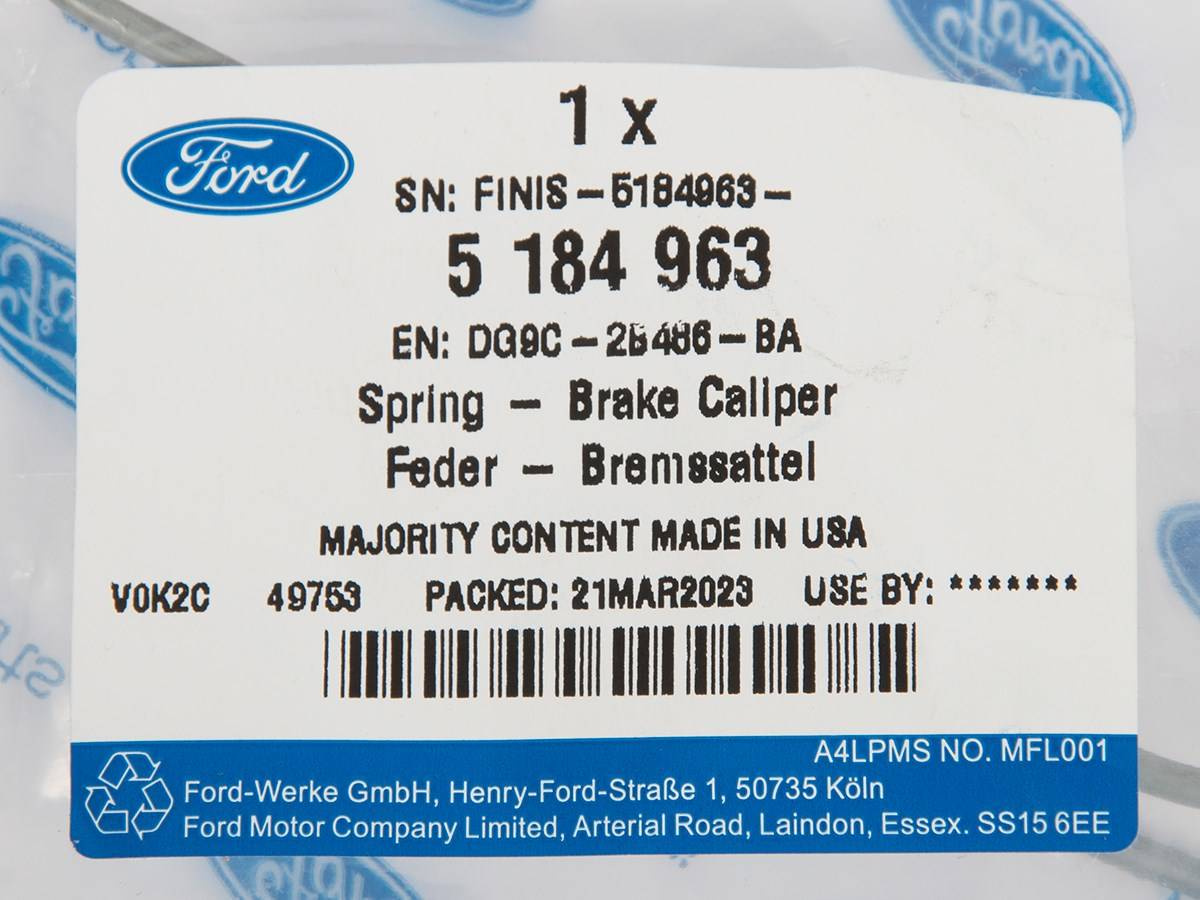 Ford
1 x
SN: FINIS-5184963-
5 184 963
EN: DG9C-2B486-BA
Spring - Brake Caliper
Feder - Bremssattel
MAJORITY CONTENT MADE IN USA
V0K2C 49753 PACKED: 21MAR2023 USE BY: *******
A4LPMS NO. MFL001
Ford-Werke GmbH, Henry-Ford-Straße 1, 50735 Köln
Ford Motor Company Limited, Arterial Road, Laindon, Essex. SS15 6EE